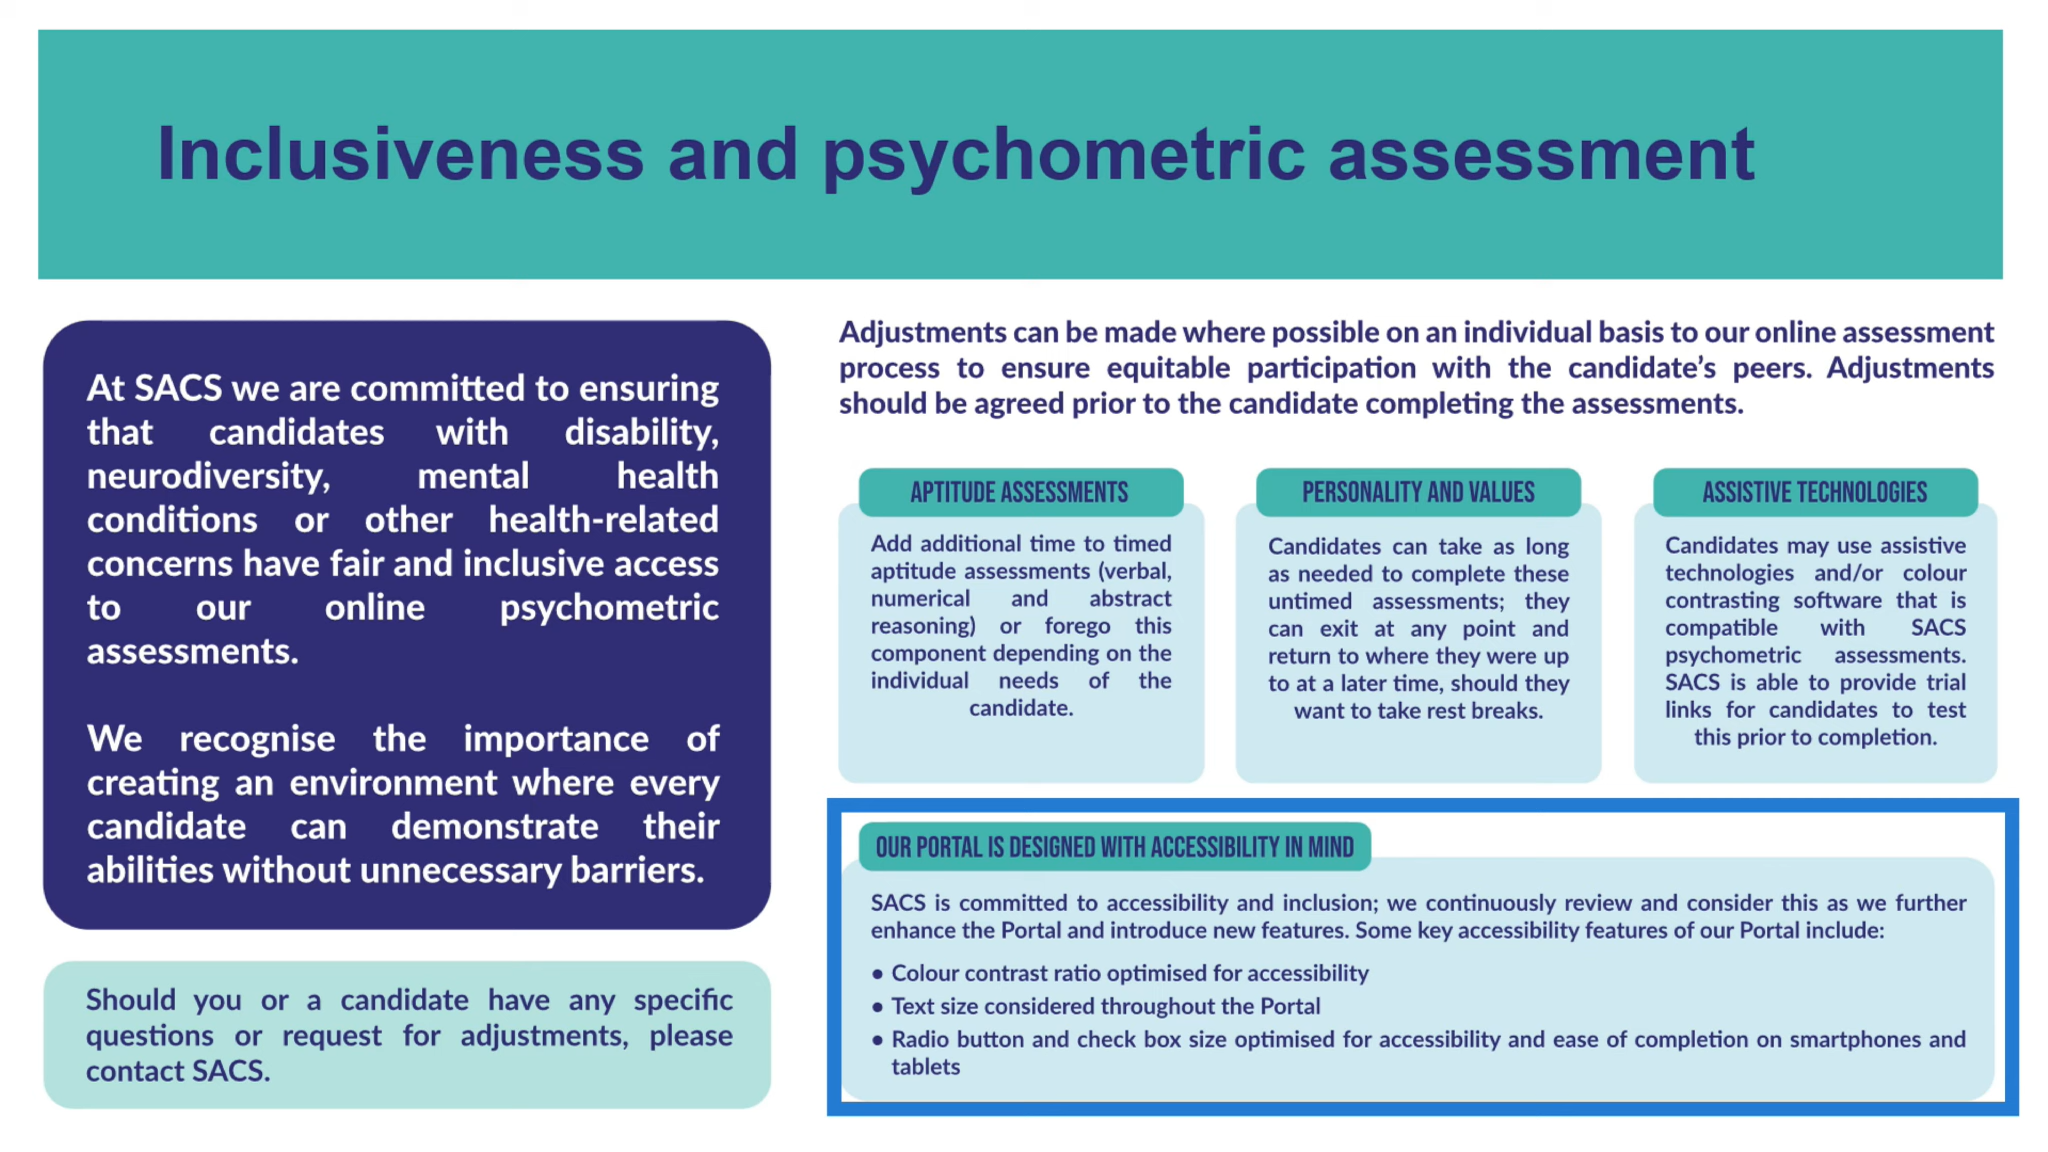 Inclusiveness and psychometric assessment
At SACS we are committed to ensuring
that candidates with disability,
neurodiversity, mental health
conditions or other health-related
concerns have fair and inclusive access
to our online psychometric
assessments.
We recognise the importance of
creating an environment where every
candidate can demonstrate their
abilities without unnecessary barriers.
Should you or a candidate have any specific
questions or request for adjustments, please
contact SACS.
Adjustments can be made where possible on an individual basis to our online assessment
process to ensure equitable participation with the candidate’s peers. Adjustments
should be agreed prior to the candidate completing the assessments.
APTITUDE ASSESSMENTS
Add additional time to timed
aptitude assessments (verbal,
numerical and abstract
reasoning) or forego this
component depending on the
individual needs of the
candidate.
PERSONALITY AND VALUES
Candidates can take as long
as needed to complete these
untimed assessments; they
can exit at any point and
return to where they were up
to at a later time, should they
want to take rest breaks.
ASSISTIVE TECHNOLOGIES
Candidates may use assistive
technologies and/or colour
contrasting software that is
compatible with SACS
psychometric assessments.
SACS is able to provide trial
links for candidates to test
this prior to completion.
OUR PORTAL IS DESIGNED WITH ACCESSIBILITY IN MIND
SACS is committed to accessibility and inclusion; we continuously review and consider this as we further
enhance the Portal and introduce new features. Some key accessibility features of our Portal include:
● Colour contrast ratio optimised for accessibility
● Text size considered throughout the Portal
● Radio button and check box size optimised for accessibility and ease of completion on smartphones and
tablets